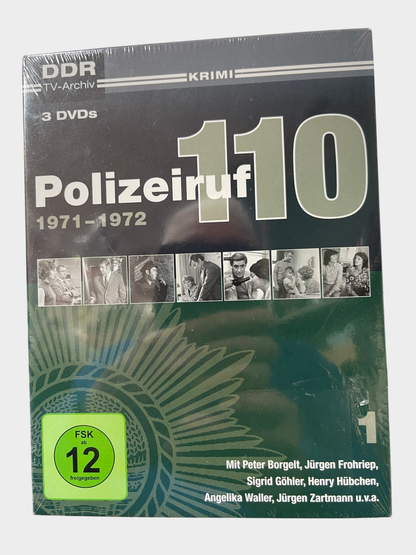 DDR
TV-Archiv
KRIMI
3 DVDs
110
Polizeiruf
1971–1972
1
FSK
ab
12
freigegeben
Mit Peter Borgelt, Jürgen Frohriep,
Sigrid Göhler, Henry Hübchen,
Angelika Waller, Jürgen Zartmann u.v.a.